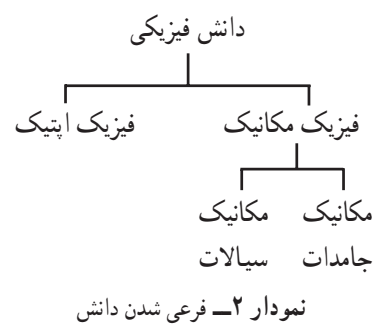 دانش فیزیکی
فیزیک مکانیک فیزیک اپتیک
مکانیک مکانیک
جامدات سیالات
نمودار ۲ــ فرعی شدن دانش